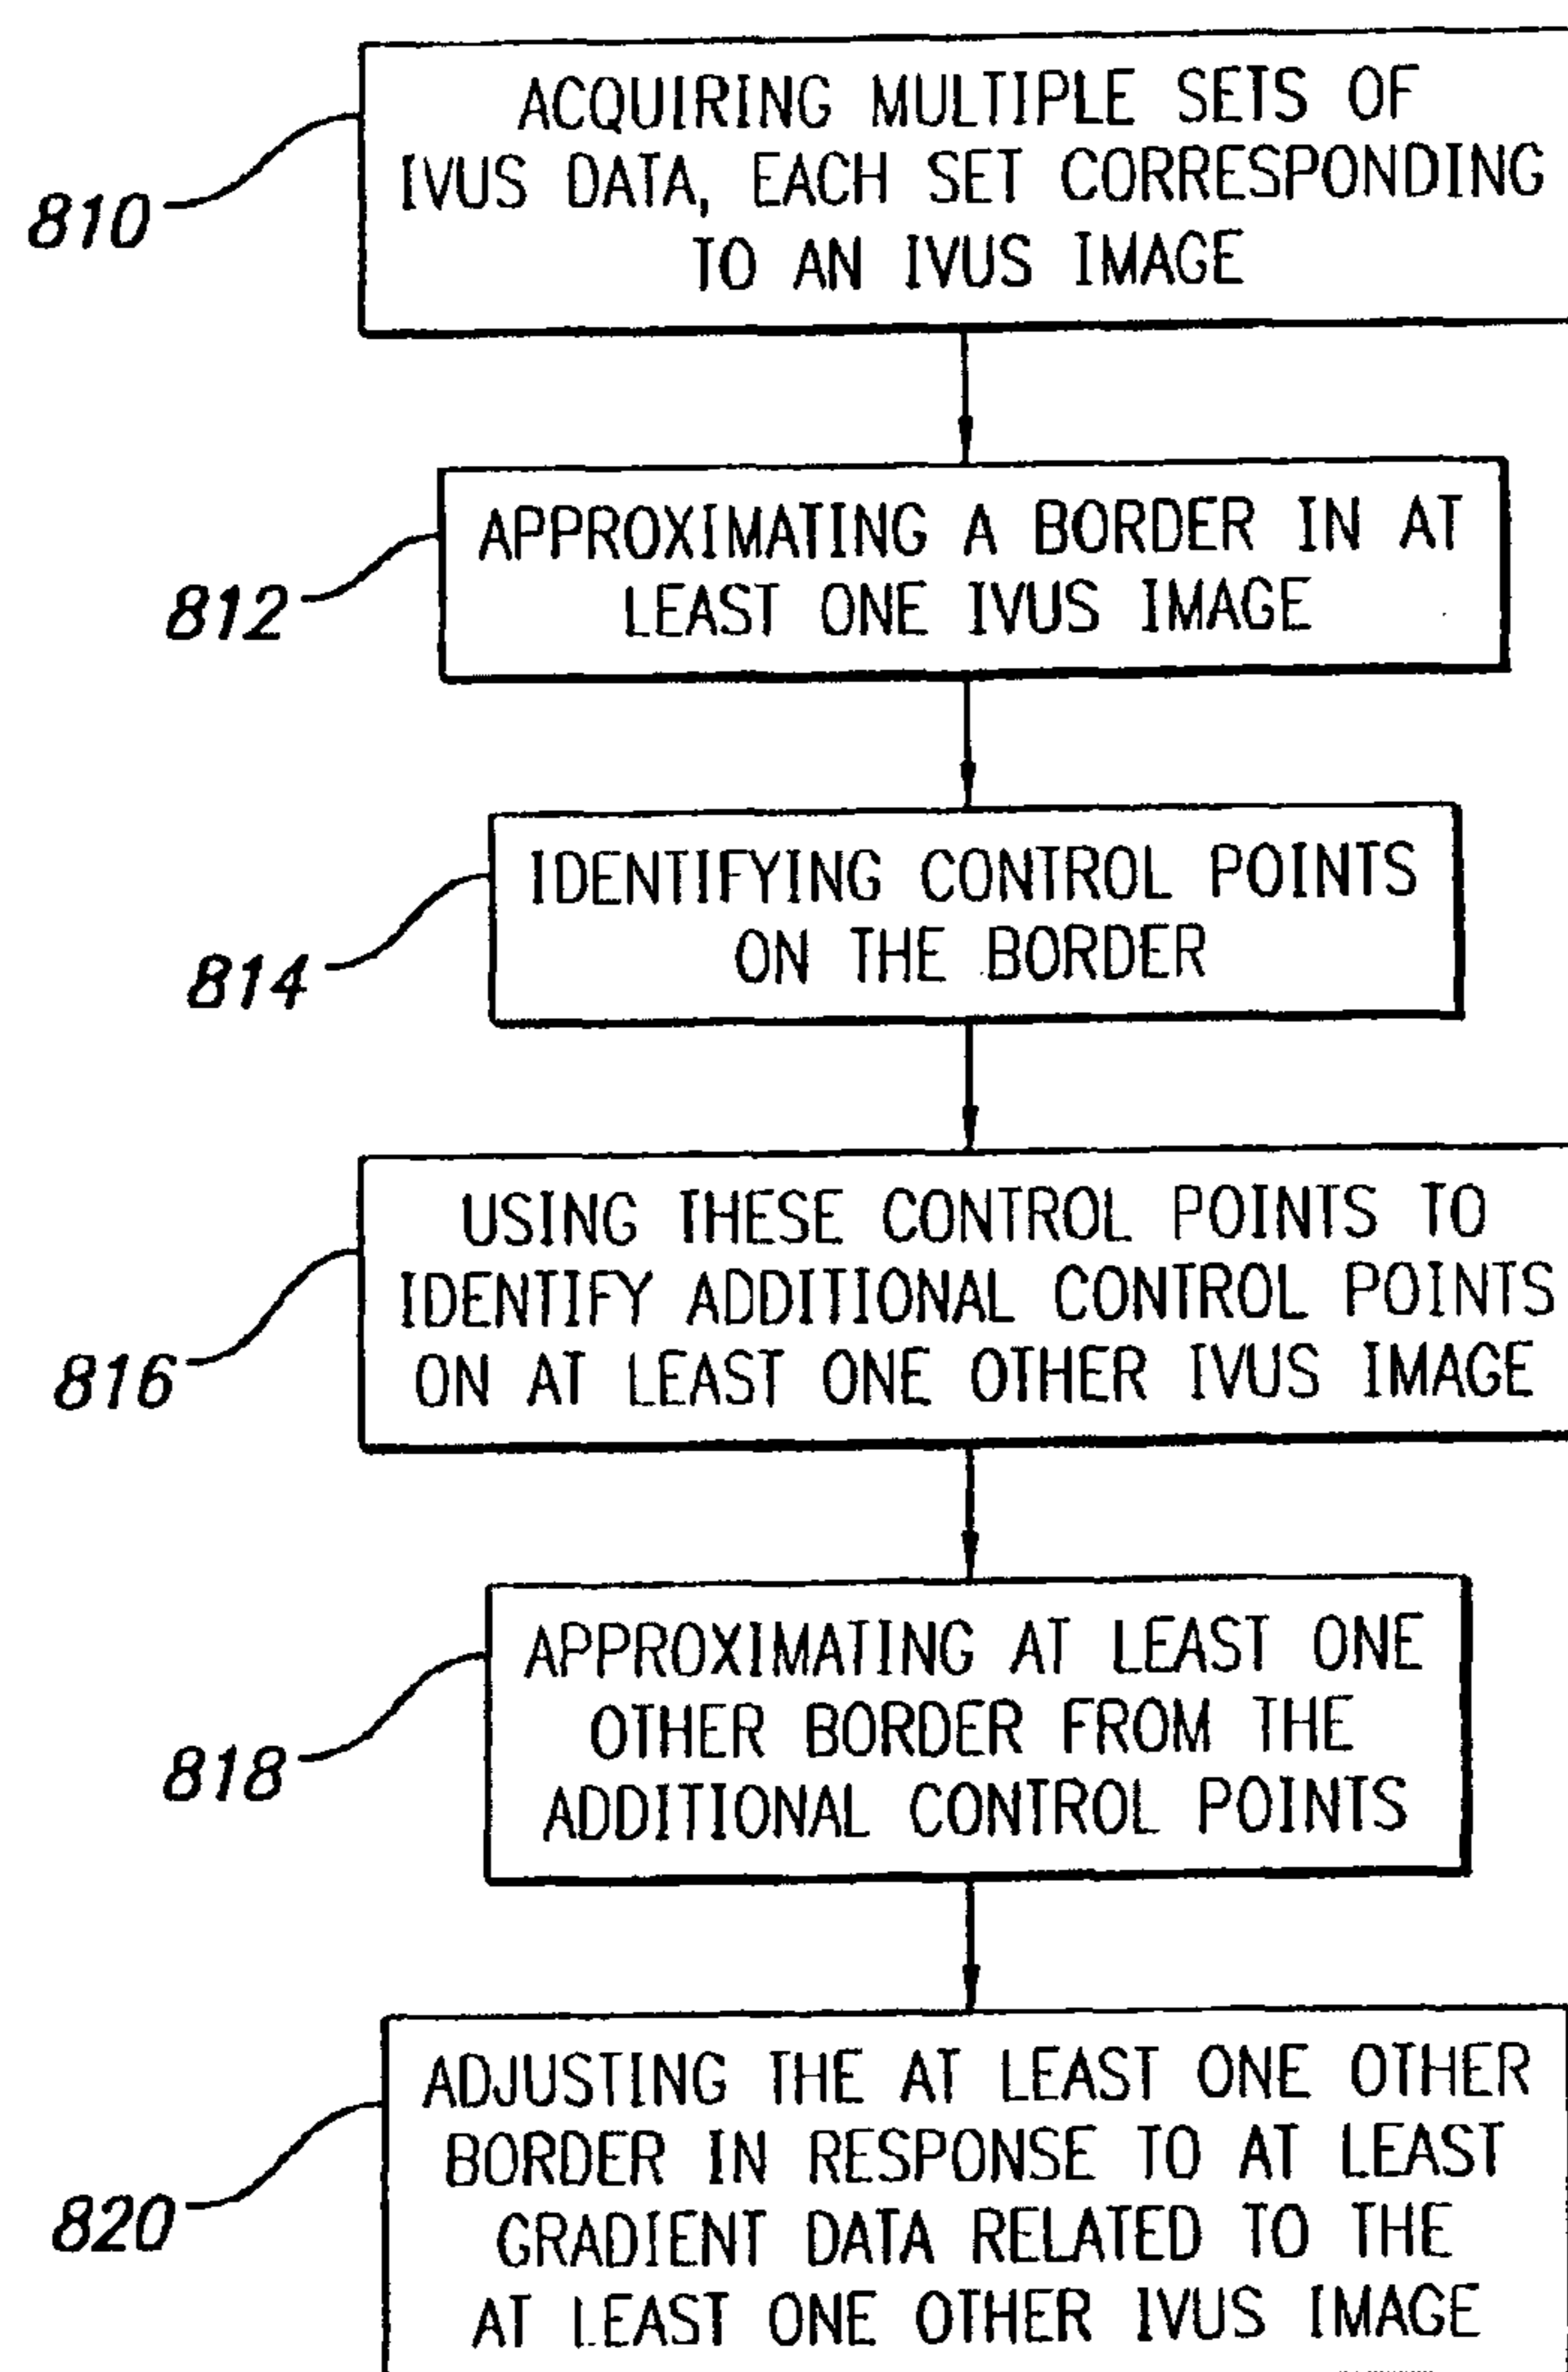 ACQUIRING MULTIPLE SETS OF
IVUS DATA, EACH SET CORRESPONDING
TO AN IVUS IMAGE
810
APPROXIMATING A BORDER IN AT
LEAST ONE IVUS IMAGE
812
IDENTIFYING CONTROL POINTS
ON THE BORDER
814
USING THESE CONTROL POINTS TO
IDENTIFY ADDITIONAL CONTROL POINTS
ON AT LEAST ONE OTHER IVUS IMAGE
816
APPROXIMATING AT LEAST ONE
OTHER BORDER FROM THE
ADDITIONAL CONTROL POINTS
818
ADJUSTING THE AT LEAST ONE OTHER
BORDER IN RESPONSE TO AT LEAST
GRADIENT DATA RELATED TO THE
AT LEAST ONE OTHER IVUS IMAGE
820